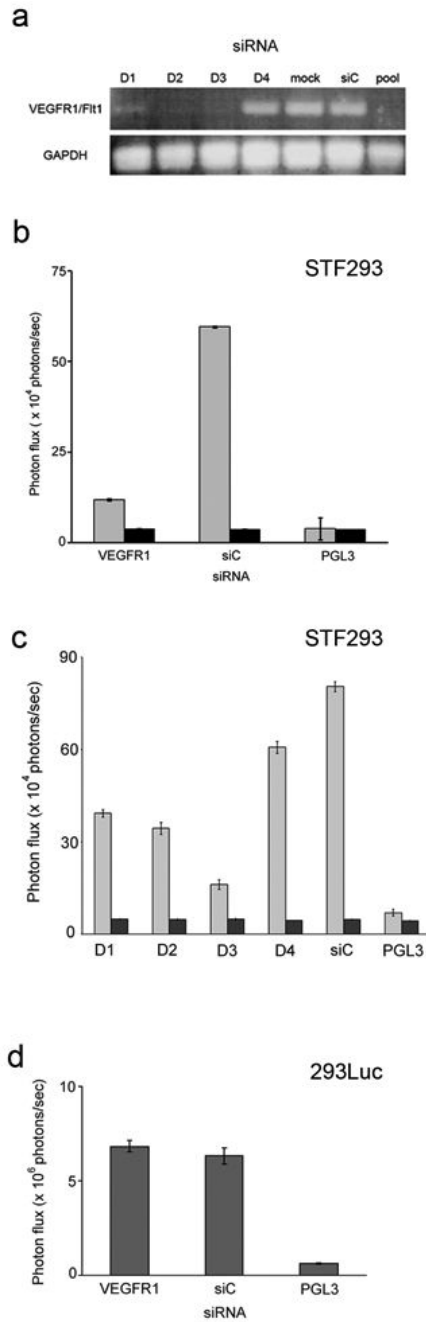 a
siRNA
D1 D2 D3 D4 mock siC pool
VEGFR1/Flt1
GAPDH
b
STF293
Photon flux ( x 10⁴ photons/sec)
75
50
25
0
VEGFR1 siC PGL3
siRNA
c
STF293
Photon flux (x 10⁴ photons/sec)
90
60
30
0
D1 D2 D3 D4 siC PGL3
d
293Luc
Photon flux (x 10⁶ photons/sec)
10
5
0
VEGFR1 siC PGL3
siRNA